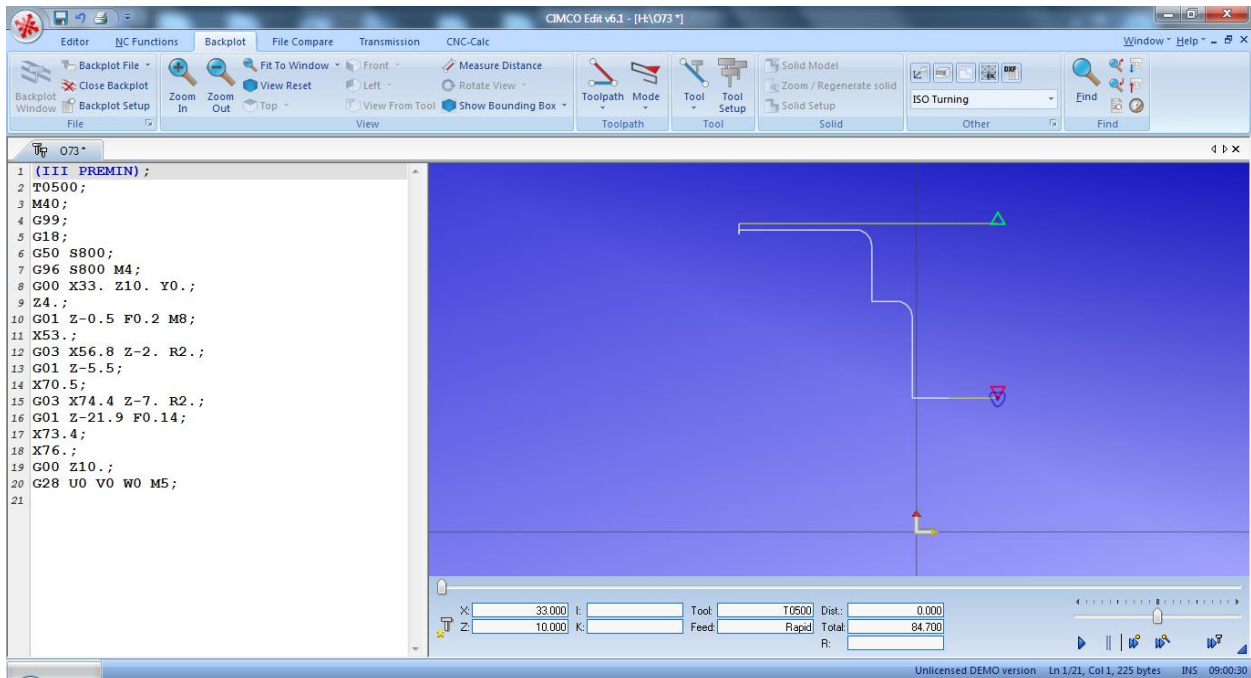 CIMCO Edit v6.1 - [H:\O73 *]
Editor NC Functions Backplot File Compare Transmission CNC-Calc Window Help
Backplot Window
Backplot File
Close Backplot
Backplot Setup
File
Zoom In
Zoom Out
Fit To Window
View Reset
Top
Front
Left
View From Tool
Measure Distance
Rotate View
Show Bounding Box
View
Toolpath
Mode
Toolpath
Tool
Tool Setup
Tool
Solid Model
Zoom / Regenerate solid
Solid Setup
Solid
DXF
ISO Turning
Other
Find
Find
O73*
1 (III PREMIN);
2 T0500;
3 M40;
4 G99;
5 G18;
6 G50 S800;
7 G96 S800 M4;
8 G00 X33. Z10. Y0.;
9 Z4.;
10 G01 Z-0.5 F0.2 M8;
11 X53.;
12 G03 X56.8 Z-2. R2.;
13 G01 Z-5.5;
14 X70.5;
15 G03 X74.4 Z-7. R2.;
16 G01 Z-21.9 F0.14;
17 X73.4;
18 X76.;
19 G00 Z10.;
20 G28 U0 V0 W0 M5;
21
X: 33.000 I: Tool: T0500 Dist.: 0.000
Z: 10.000 K: Feed: Rapid Total: 84.700
R:
Unlicensed DEMO version Ln 1/21, Col 1, 225 bytes INS 09:00:30